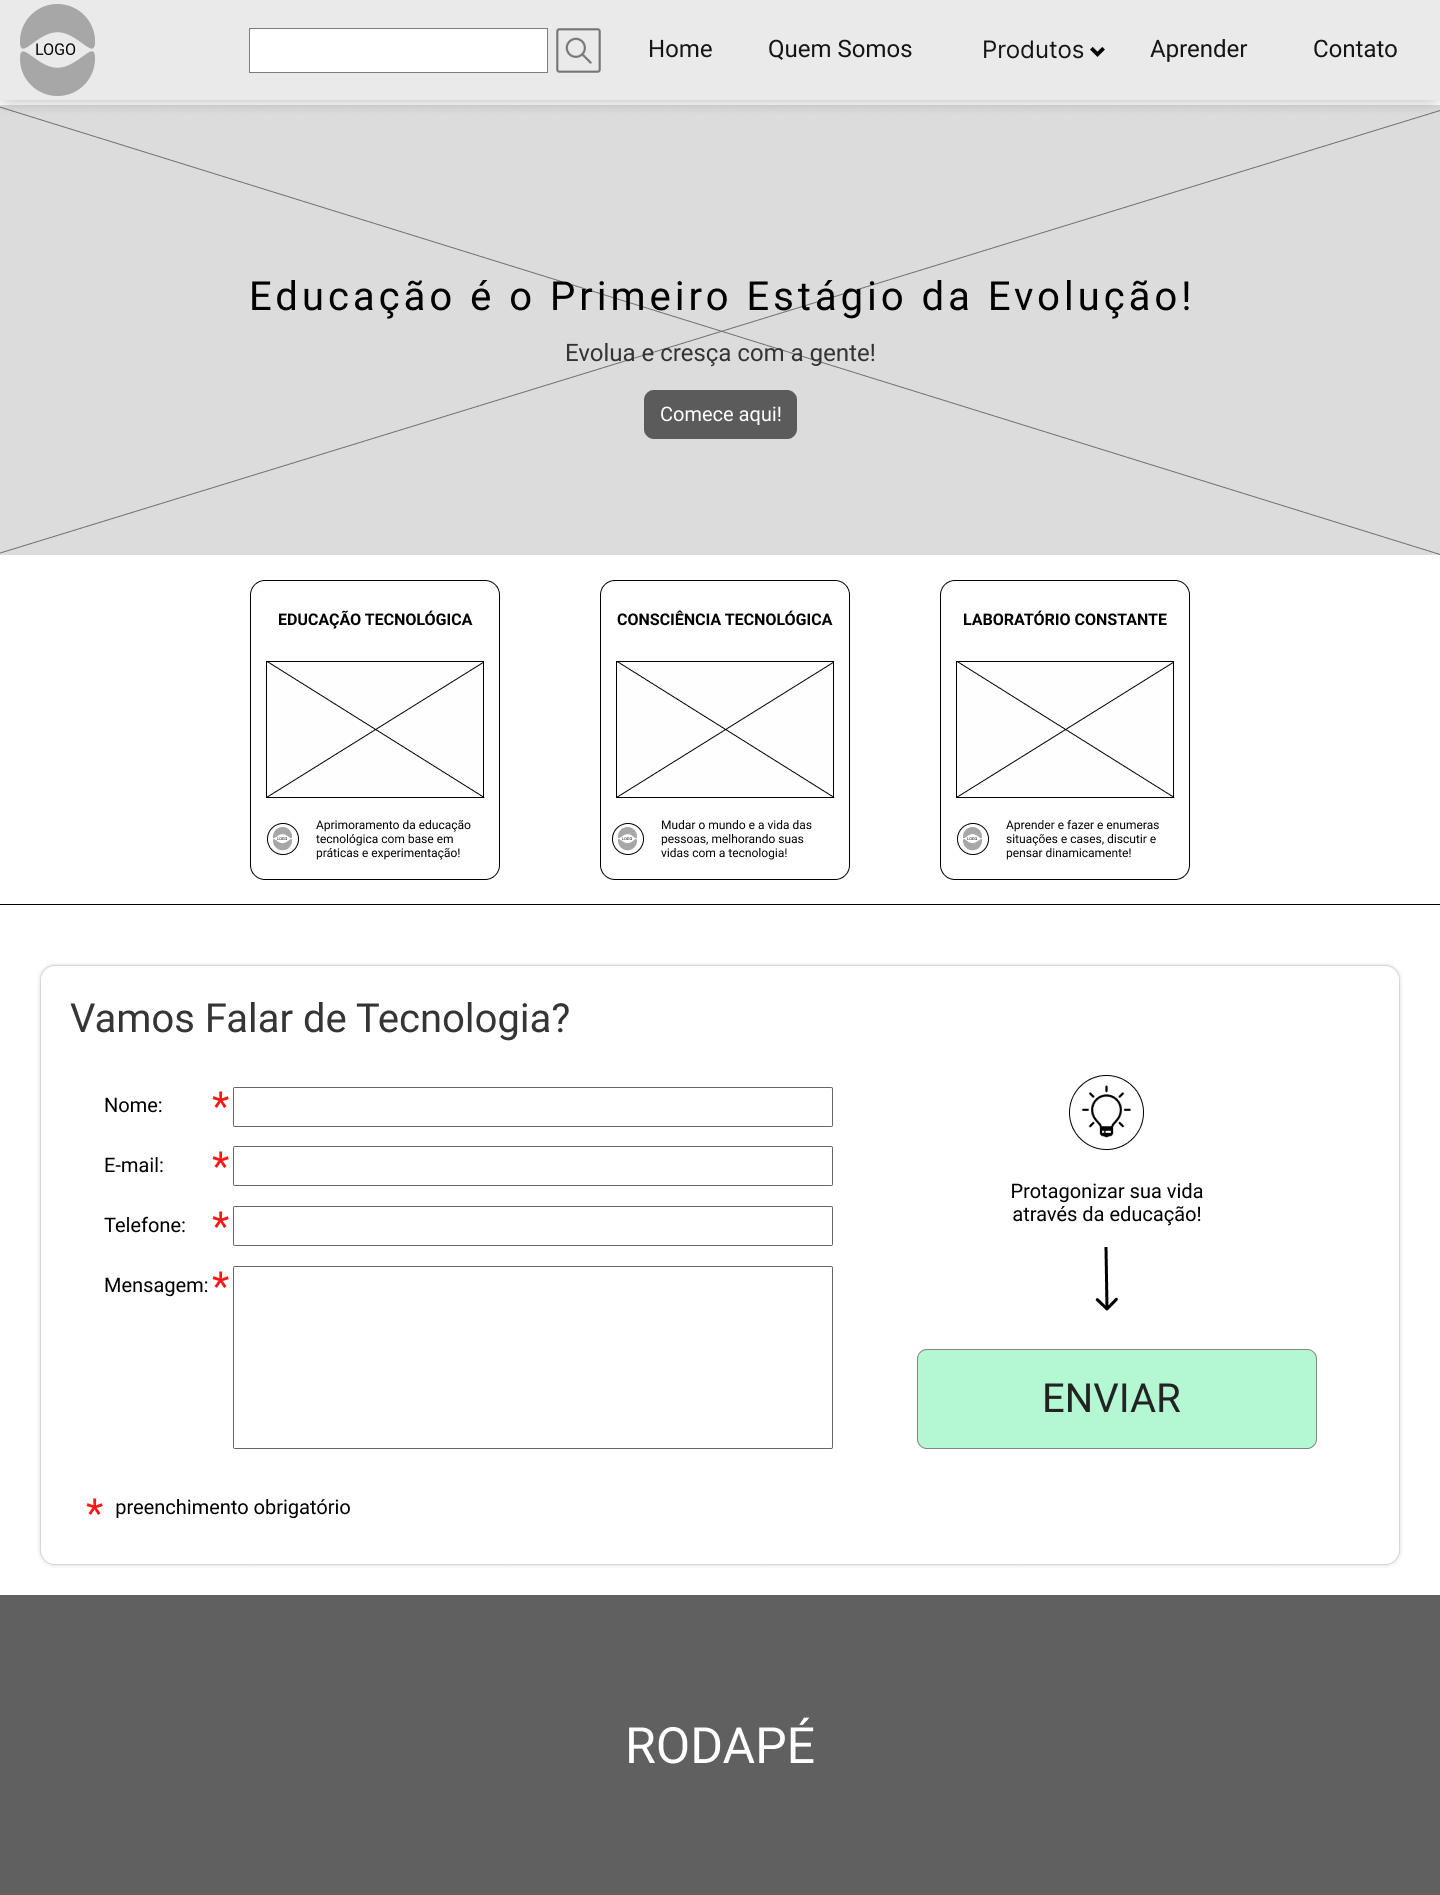 LOGO
Home
Quem Somos
Produtos
Aprender
Contato
Educação é o Primeiro Estágio da Evolução!
Evolua e cresça com a gente!
Comece aqui!
EDUCAÇÃO TECNOLÓGICA
LOGO
Aprimoramento da educação
tecnológica com base em
práticas e experimentação!
CONSCIÊNCIA TECNOLÓGICA
LOGO
Mudar o mundo e a vida das
pessoas, melhorando suas
vidas com a tecnologia!
LABORATÓRIO CONSTANTE
LOGO
Aprender e fazer e enumeras
situações e cases, discutir e
pensar dinamicamente!
Vamos Falar de Tecnologia?
Nome: *
E-mail: *
Telefone: *
Mensagem: *
* preenchimento obrigatório
Protagonizar sua vida
através da educação!
ENVIAR
RODAPÉ